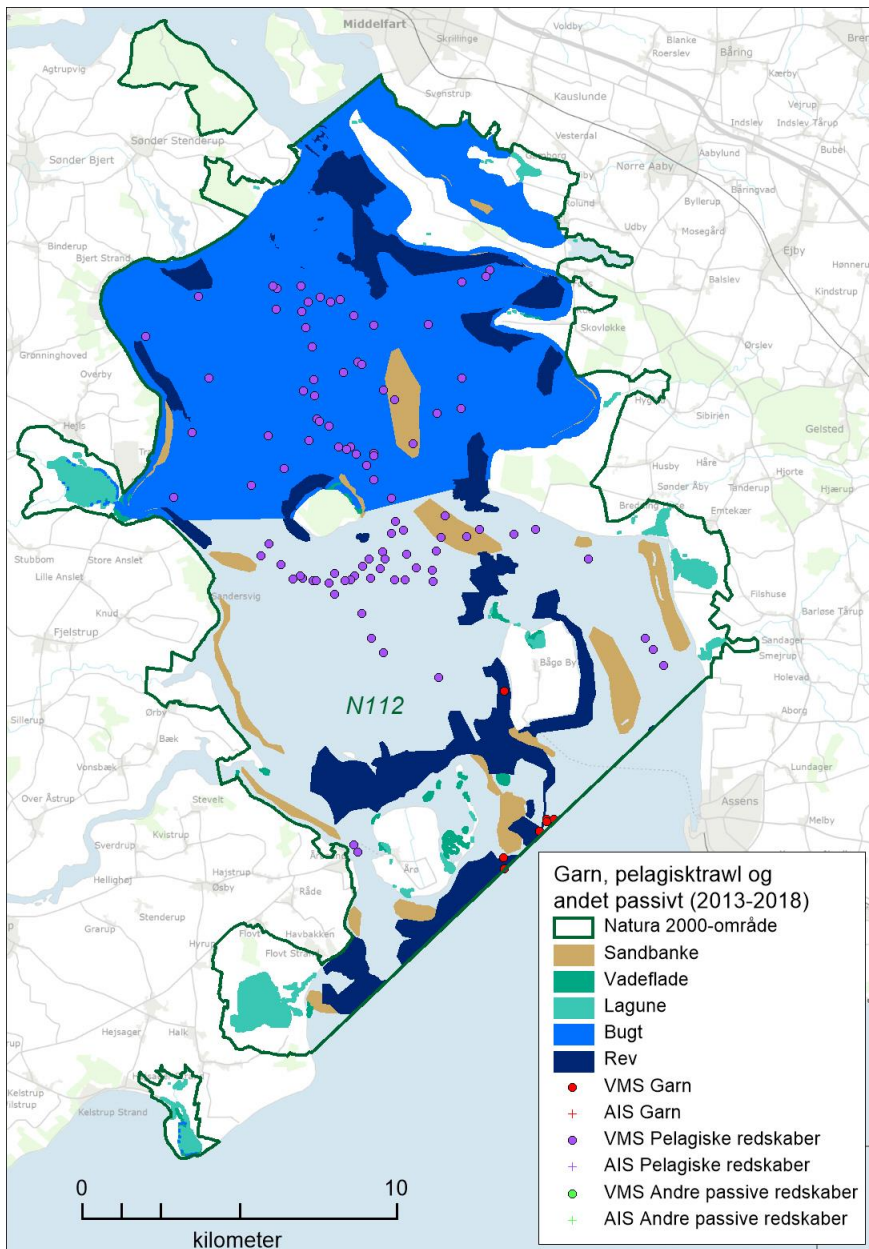 Middelfart
Skrillinge
Voldby
Blanke
Roerslev
Kærby
Båring
Agtrupvig
Svenstrup
Kauslunde
Vejrup
Indslev
Indslev Tårup
Vesterdal
Bubel
Sønder Stenderup
Sønder Bjert
Nørre Aaby
Aabylund
Rolund
Båringvad
Byllerup
Udby
Mosegård
Binderup
Bjert Strand
Ejby
Balslev
Hønneru
Kindstrup
Skovløkke
Grønninghoved
Ørslev
Overby
Hejls
Sibirien
Gelsted
Husby
Håre
Hjorte
Sønder Åby
Tanderup
Hjærup
Emtekær
Stubbom
Store Anslet
Lille Anslet
Sandersvig
Filshuse
Knud
Barløse Tårup
Fjelstrup
Sandager
Smejrup
Bågø By
Holevad
N112
Aborg
Sillerup
Ørby
Bæk
Vonsbæk
Lundager
Over Åstrup
Stevelt
Assens
Melby
Kvistrup
Sverdrup
Hajstrup
Årø
Hellighøj
Øsby
Råde
Stenderup
Flovt
Havbakken
Grarup
Hyrup
Flovt Strand
Hejsager
Halk
Kelstrup
Kelstrup Strand
Garn, pelagisktrawl og
andet passivt (2013-2018)
Natura 2000-område
Sandbanke
Vadeflade
Lagune
Bugt
Rev
VMS Garn
AIS Garn
VMS Pelagiske redskaber
AIS Pelagiske redskaber
VMS Andre passive redskaber
AIS Andre passive redskaber
0 10
kilometer